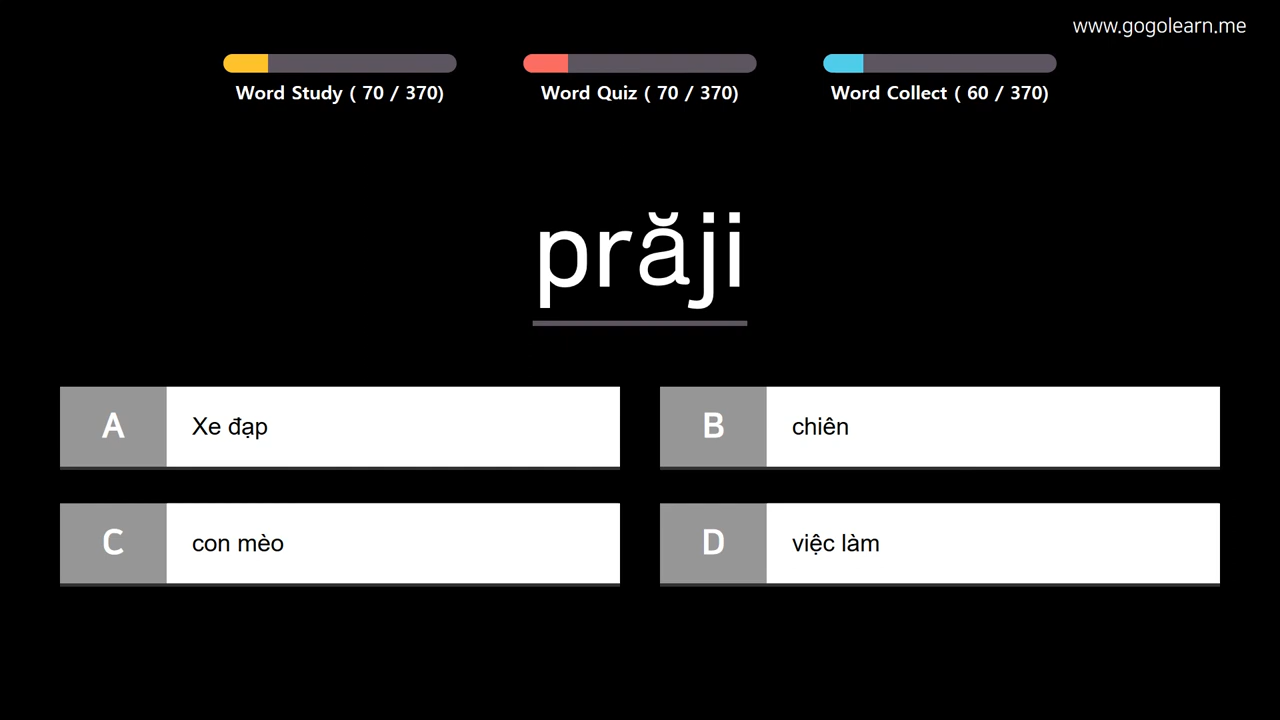 www.gogolearn.me
Word Study ( 70 / 370)
Word Quiz ( 70 / 370)
Word Collect ( 60 / 370)
prăji
A Xe đạp
B chiên
C con mèo
D việc làm